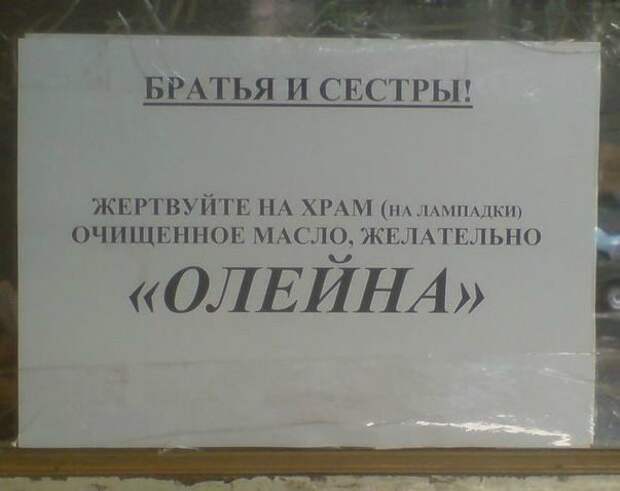 БРАТЬЯ И СЕСТРЫ!
ЖЕРТВУЙТЕ НА ХРАМ (НА ЛАМПАДКИ)
ОЧИЩЕННОЕ МАСЛО, ЖЕЛАТЕЛЬНО
«ОЛЕЙНА»